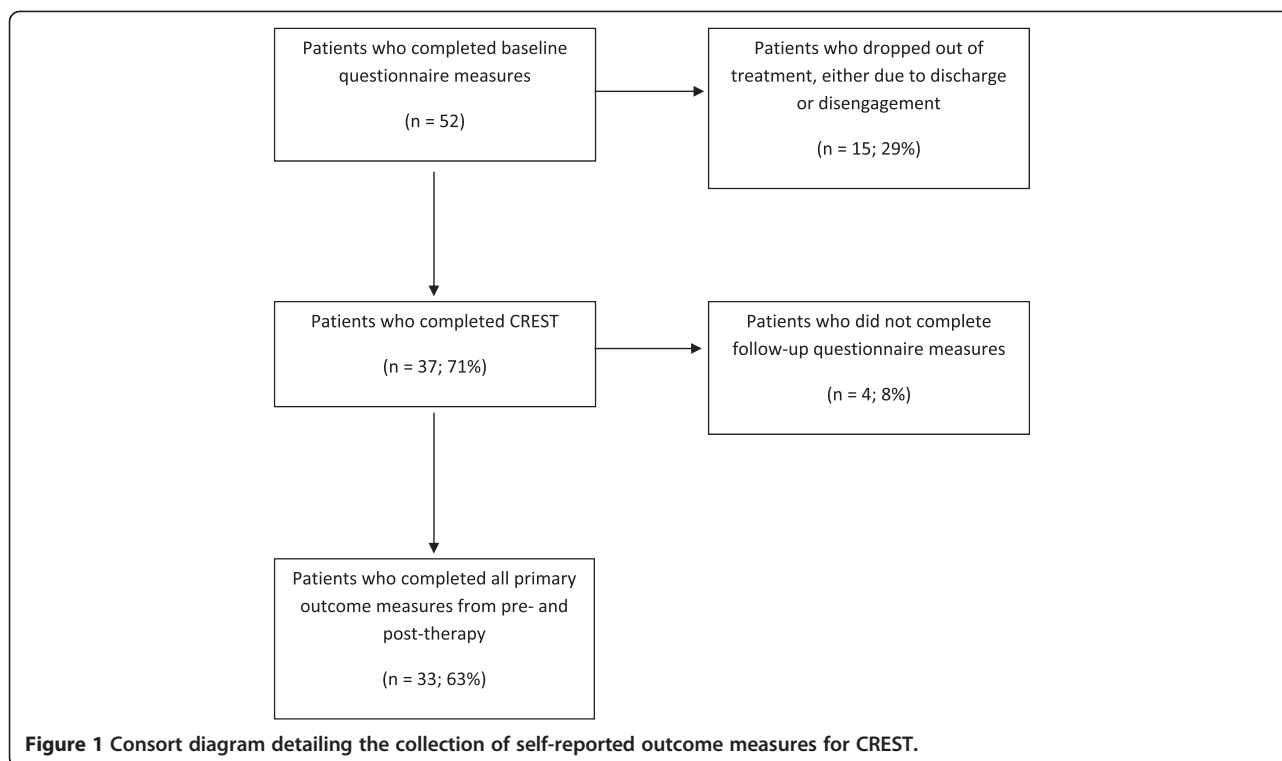 Patients who completed baseline
questionnaire measures
(n = 52)
Patients who dropped out of
treatment, either due to discharge
or disengagement
(n = 15; 29%)
Patients who completed CREST
(n = 37; 71%)
Patients who did not complete
follow-up questionnaire measures
(n = 4; 8%)
Patients who completed all primary
outcome measures from pre- and
post-therapy
(n = 33; 63%)
Figure 1 Consort diagram detailing the collection of self-reported outcome measures for CREST.